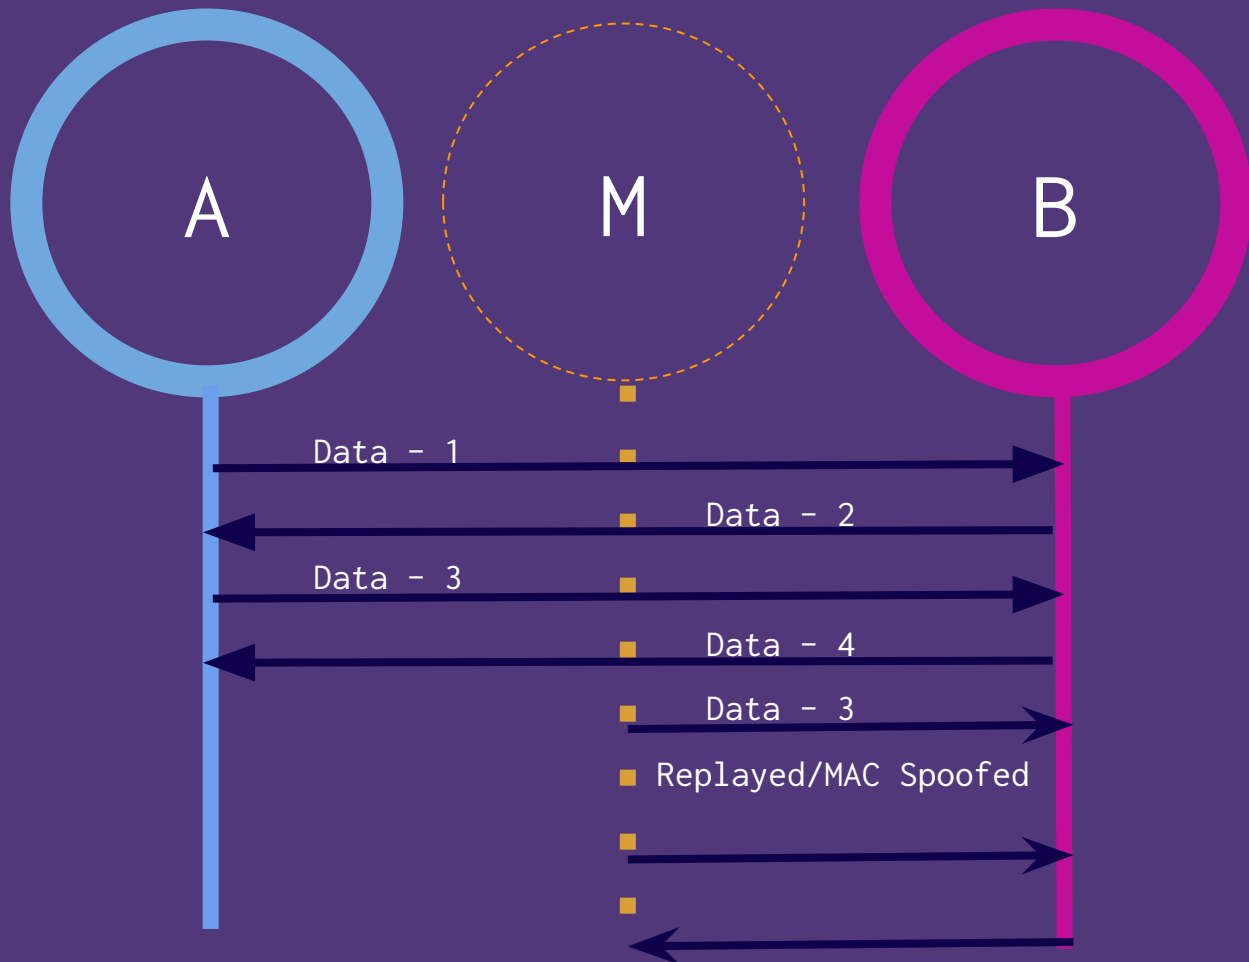 A
M
B
Data - 1
Data - 2
Data - 3
Data - 4
Data - 3
Replayed/MAC Spoofed